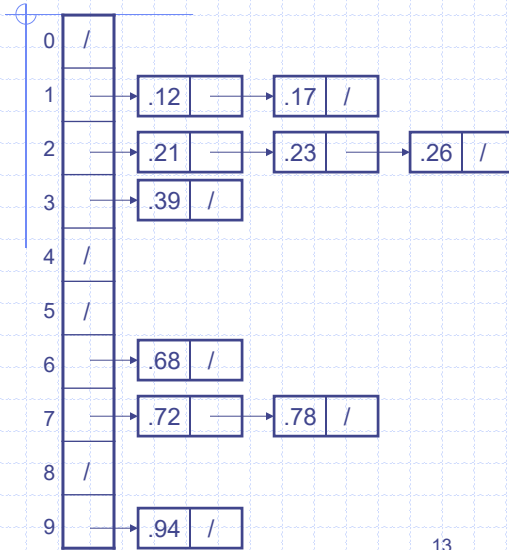 0 /
1 .12 .17 /
2 .21 .23 .26 /
3 .39 /
4 /
5 /
6 .68 /
7 .72 .78 /
8 /
9 .94 /
13